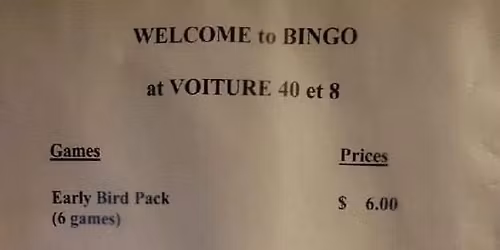 WELCOME to BINGO
at VOITURE 40 et 8
Games Prices
Early Bird Pack $ 6.00
(6 games)